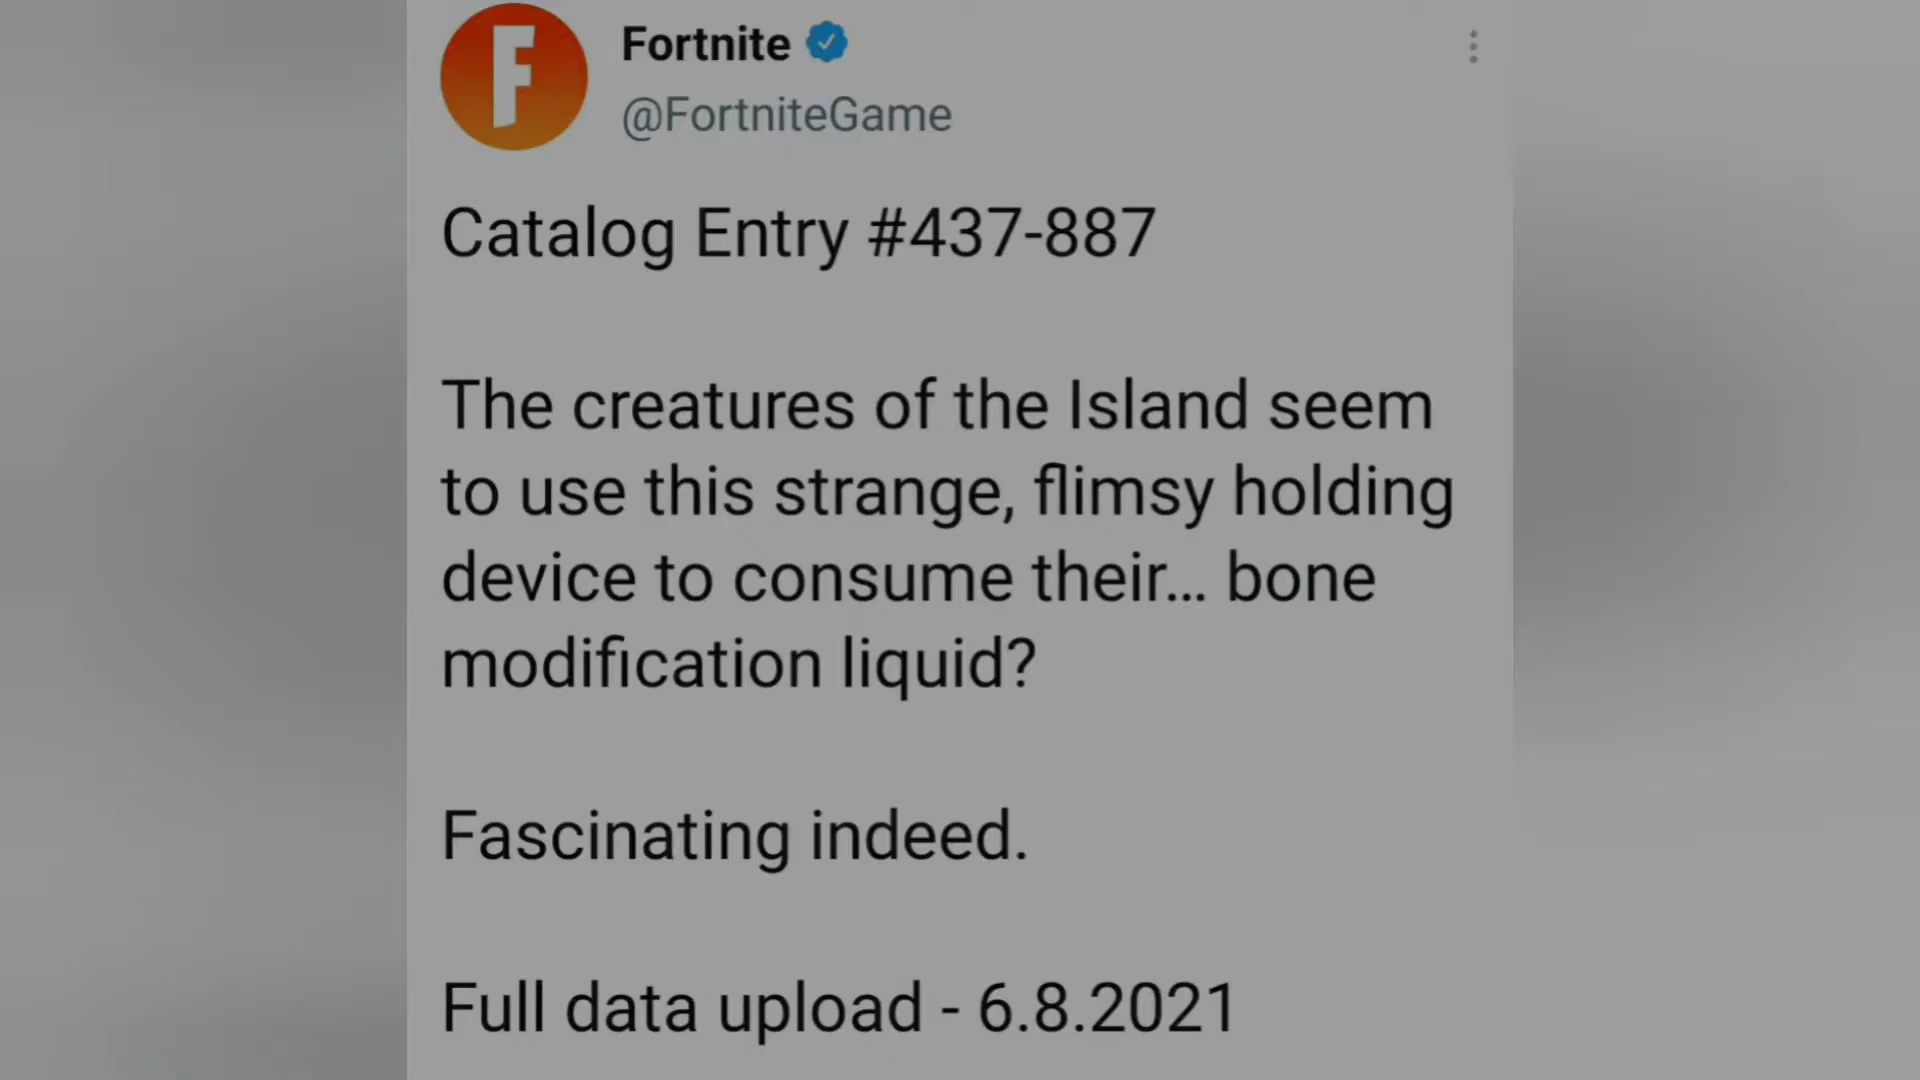 Fortnite
@FortniteGame
Catalog Entry #437-887
The creatures of the Island seem
to use this strange, flimsy holding
device to consume their... bone
modification liquid?
Fascinating indeed.
Full data upload - 6.8.2021